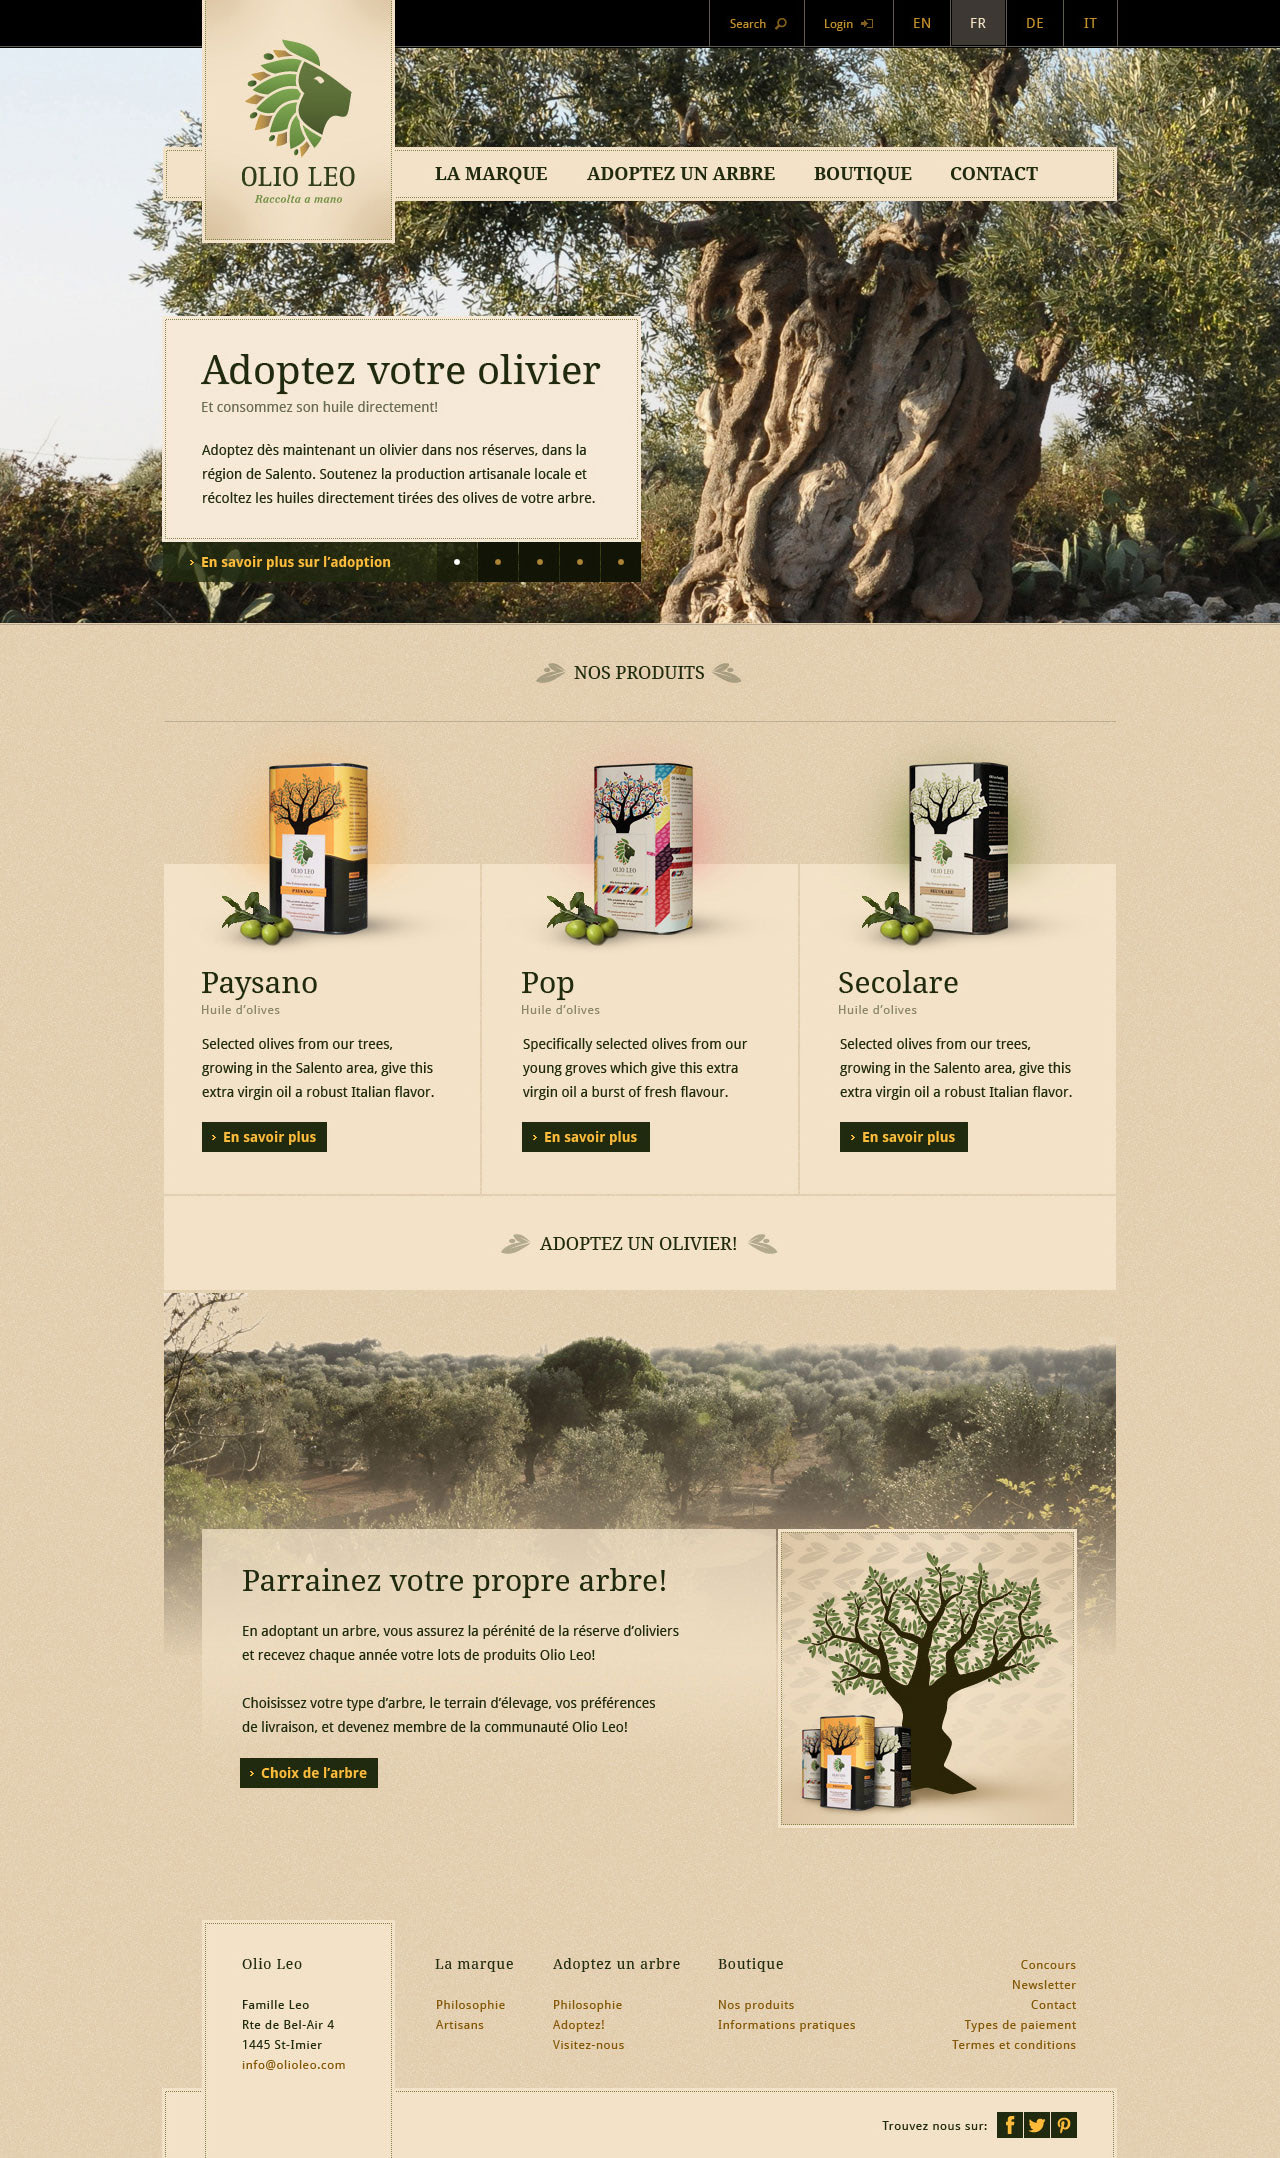 Search
Login
EN
FR
DE
IT
OLIO LEO
Raccolta a mano
LA MARQUE
ADOPTEZ UN ARBRE
BOUTIQUE
CONTACT
Adoptez votre olivier
Et consommez son huile directement!
Adoptez dès maintenant un olivier dans nos réserves, dans la
région de Salento. Soutenez la production artisanale locale et
récoltez les huiles directement tirées des olives de votre arbre.
› En savoir plus sur l’adoption
NOS PRODUITS
OLIO LEO
PAYSANO
OLIO LEO
POP
OLIO LEO
SECOLARE
Paysano
Huile d’olives
Selected olives from our trees,
growing in the Salento area, give this
extra virgin oil a robust Italian flavor.
› En savoir plus
Pop
Huile d’olives
Specifically selected olives from our
young groves which give this extra
virgin oil a burst of fresh flavour.
› En savoir plus
Secolare
Huile d’olives
Selected olives from our trees,
growing in the Salento area, give this
extra virgin oil a robust Italian flavor.
› En savoir plus
ADOPTEZ UN OLIVIER!
Parrainez votre propre arbre!
En adoptant un arbre, vous assurez la pérénité de la réserve d’oliviers
et recevez chaque année votre lots de produits Olio Leo!
Choisissez votre type d’arbre, le terrain d’élevage, vos préférences
de livraison, et devenez membre de la communauté Olio Leo!
› Choix de l’arbre
OLIO LEO
Olio Leo
Famille Leo
Rte de Bel-Air 4
1445 St-Imier
info@olioleo.com
La marque
Philosophie
Artisans
Adoptez un arbre
Philosophie
Adoptez!
Visitez-nous
Boutique
Nos produits
Informations pratiques
Concours
Newsletter
Contact
Types de paiement
Termes et conditions
Trouvez nous sur: